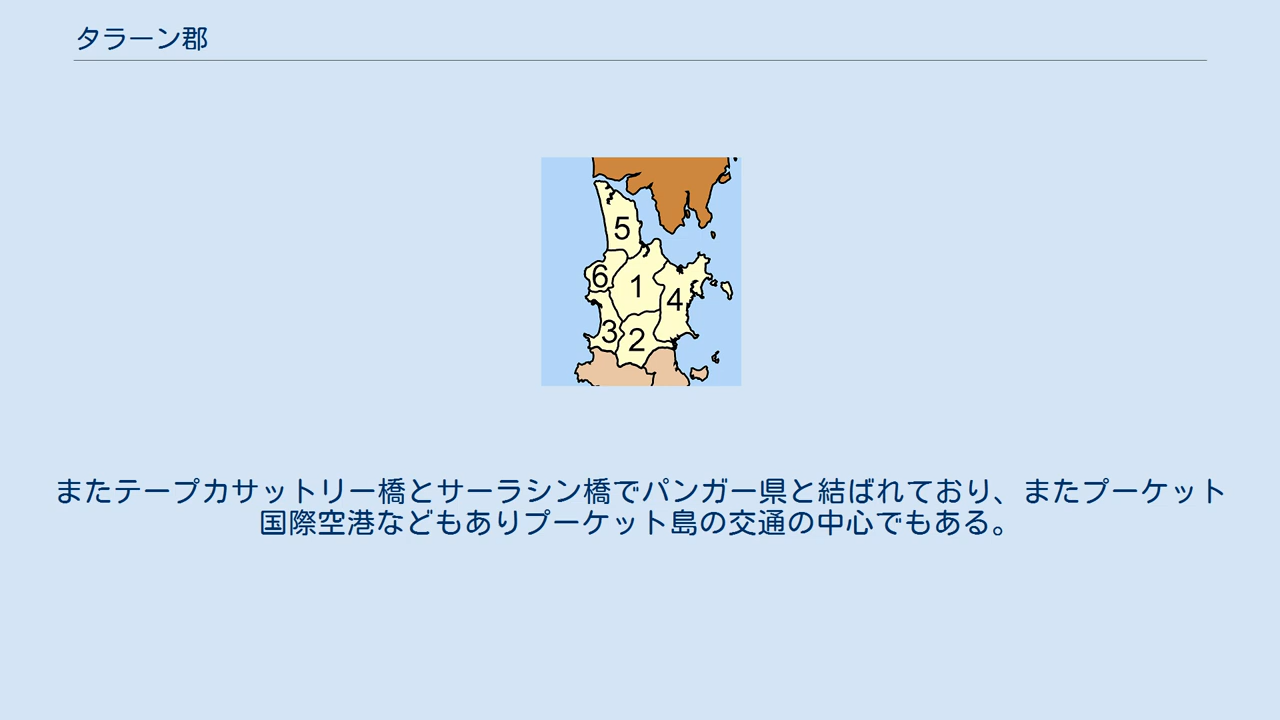 タラーン郡
5
6
1
4
3
2
またテープカサットリー橋とサーラシン橋でパンガー県と結ばれており、またプーケット
国際空港などもありプーケット島の交通の中心でもある。